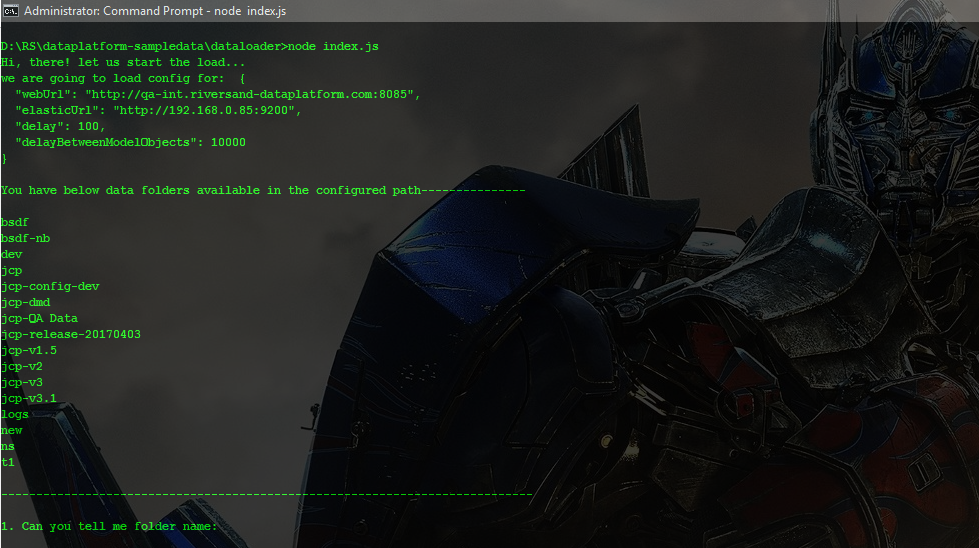 Administrator: Command Prompt - node index.js
D:\RS\dataplatform-sampledata\dataloader>node index.js
Hi, there! let us start the load...
we are going to load config for:  {
  "webUrl": "http://qa-int.riversand-dataplatform.com:8085",
  "elasticUrl": "http://192.168.0.85:9200",
  "delay": 100,
  "delayBetweenModelObjects": 10000
}
You have below data folders available in the configured path---------------
bsdf
bsdf-nb
dev
jcp
jcp-config-dev
jcp-dmd
jcp-QA Data
jcp-release-20170403
jcp-v1.5
jcp-v2
jcp-v3
jcp-v3.1
logs
new
ns
t1
----------------------------------------------------------------------------
1. Can you tell me folder name: